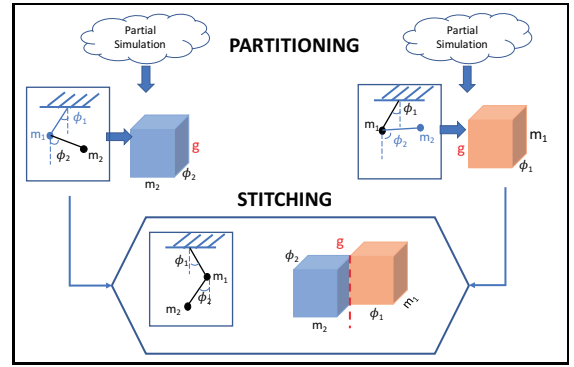 Partial
Simulation
PARTITIONING
Partial
Simulation
ϕ1
m1
ϕ2
m2
g
m2
ϕ2
ϕ1
m1
ϕ2
m2
g
m1
ϕ1
STITCHING
ϕ1
m1
m2
ϕ2
ϕ2
g
m2
ϕ1
m1